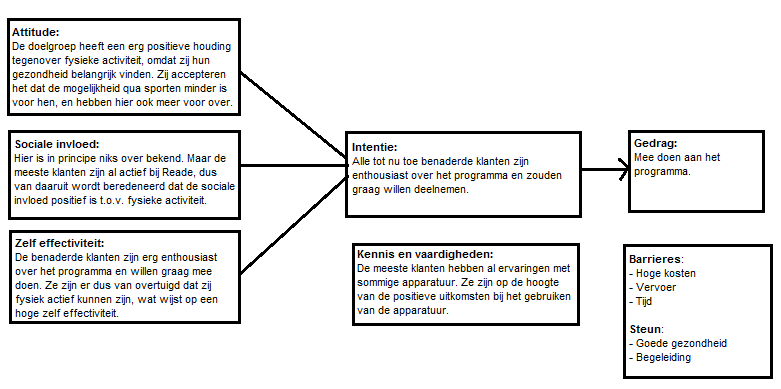 Attitude:
De doelgroep heeft een erg positieve houding
tegenover fysieke activiteit, omdat zij hun
gezondheid belangrijk vinden. Zij accepteren
het dat de mogelijkheid qua sporten minder is
voor hen, en hebben hier ook meer voor over.
Sociale invloed:
Hier is in principe niks over bekend. Maar de
meeste klanten zijn al actief bij Reade, dus
van daaruit wordt beredeneerd dat de sociale
invloed positief is t.o.v. fysieke activiteit.
Zelf effectiviteit:
De benaderde klanten zijn erg enthousiast
over het programma en willen graag mee
doen. Ze zijn er dus van overtuigd dat zij
fysiek actief kunnen zijn, wat wijst op een
hoge zelf effectiviteit.
Intentie:
Alle tot nu toe benaderde klanten zijn
enthousiast over het programma en zouden
graag willen deelnemen.
Kennis en vaardigheden:
De meeste klanten hebben al ervaringen met
sommige apparatuur. Ze zijn op de hoogte
van de positieve uitkomsten bij het gebruiken
van de apparatuur.
Gedrag:
Mee doen aan het
programma.
Barrieres:
- Hoge kosten
- Vervoer
- Tijd
Steun:
- Goede gezondheid
- Begeleiding